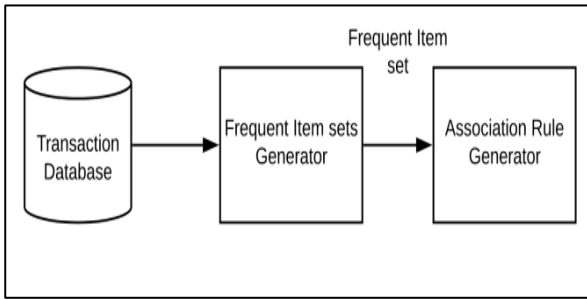 Frequent Item
set
Transaction
Database
Frequent Item sets
Generator
Association Rule
Generator